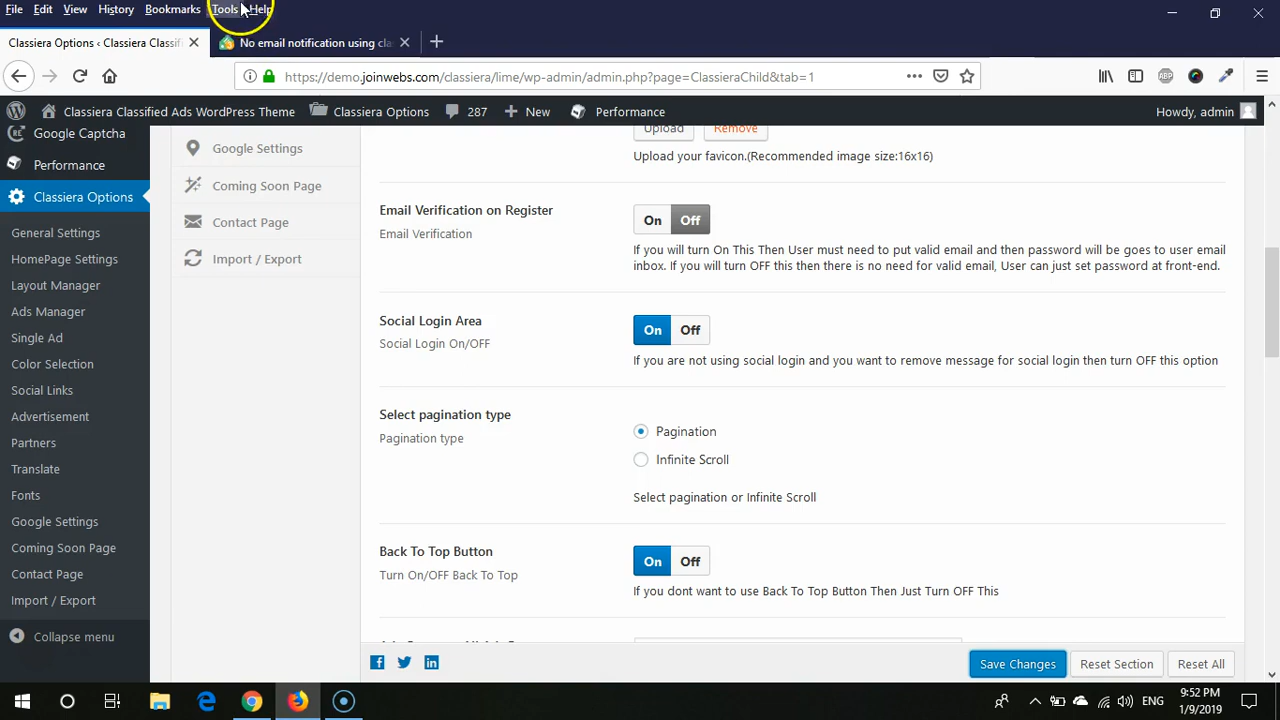 File Edit View History Bookmarks Tools Help
Classiera Options ‹ Classiera Classif
No email notification using cla
https://demo.joinwebs.com/classiera/lime/wp-admin/admin.php?page=ClassieraChild&tab=1
ABP
Classiera Classified Ads WordPress Theme Classiera Options 287 New Performance Howdy, admin
Google Captcha
Performance
Classiera Options
General Settings
HomePage Settings
Layout Manager
Ads Manager
Single Ad
Color Selection
Social Links
Advertisement
Partners
Translate
Fonts
Google Settings
Coming Soon Page
Contact Page
Import / Export
Collapse menu
Google Settings
Coming Soon Page
Contact Page
Import / Export
Upload Remove
Upload your favicon.(Recommended image size:16x16)
Email Verification on Register
Email Verification
On Off
If you will turn On This Then User must need to put valid email and then password will be goes to user email
inbox. If you will turn OFF this then there is no need for valid email, User can just set password at front-end.
Social Login Area
Social Login On/OFF
On Off
If you are not using social login and you want to remove message for social login then turn OFF this option
Select pagination type
Pagination type
Pagination
Infinite Scroll
Select pagination or Infinite Scroll
Back To Top Button
Turn On/OFF Back To Top
On Off
If you dont want to use Back To Top Button Then Just Turn OFF This
Save Changes Reset Section Reset All
ENG
9:52 PM
1/9/2019